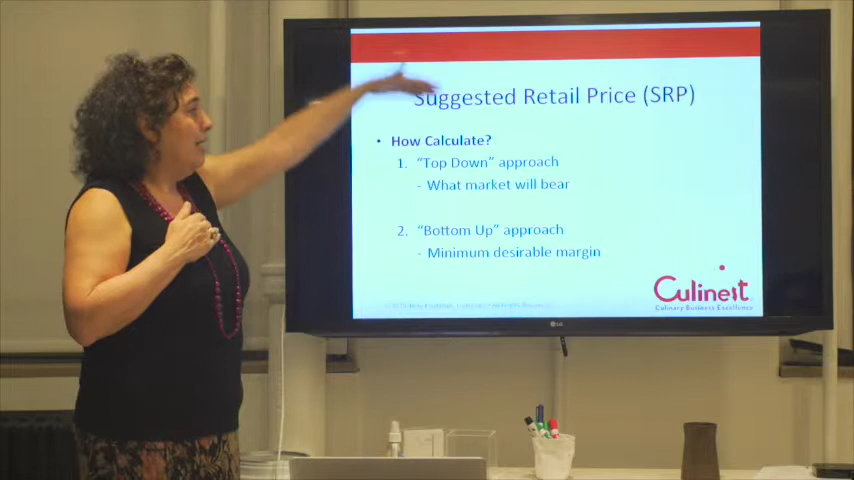 Suggested Retail Price (SRP)
• How Calculate?
1. "Top Down" approach
- What market will bear
2. "Bottom Up" approach
- Minimum desirable margin
Culinest
Culinary Business Excellence
LG